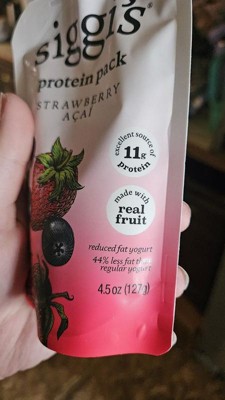 siggi's®
protein pack
STRAWBERRY
AÇAÍ
excellent source of
11g
protein
made with
real
fruit
reduced fat yogurt
44% less fat than
regular yogurt
4.5 oz (127g)